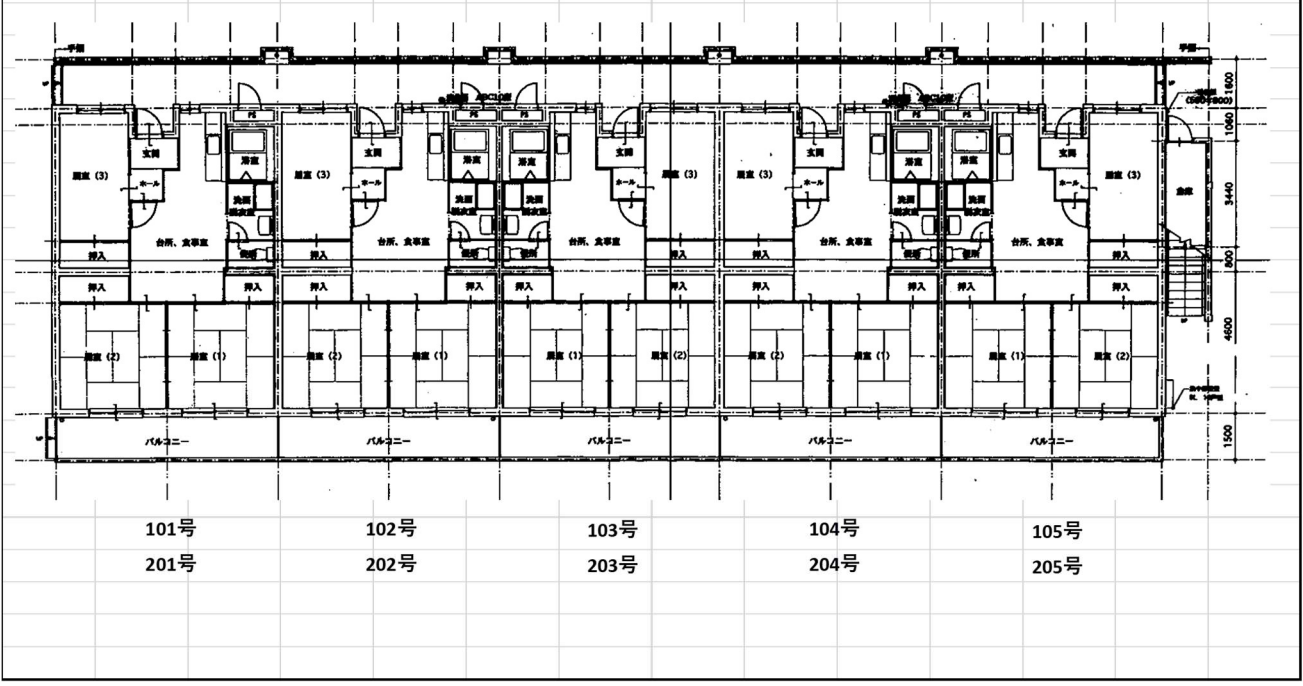 手摺 手摺
1600
1060
3440
800
4600
1500
PS PS PS PS PS
浴室 浴室 浴室 浴室 浴室
玄関 玄関 玄関 玄関 玄関
居室（3） 居室（3） 居室（3） 居室（3） 居室（3）
ホール ホール ホール ホール ホール
倉庫
洗面 洗面 洗面 洗面 洗面
脱衣室 脱衣室 脱衣室 脱衣室 脱衣室
台所、食事室 台所、食事室 台所、食事室 台所、食事室 台所、食事室
便所 便所 便所 便所 便所
押入 押入 押入 押入 押入
押入 押入 押入 押入 押入 押入 押入 押入 押入 押入
居室（2） 居室（1） 居室（2） 居室（1） 居室（1） 居室（2） 居室（2） 居室（1） 居室（1） 居室（2）
バルコニー バルコニー バルコニー バルコニー バルコニー
101号 102号 103号 104号 105号
201号 202号 203号 204号 205号